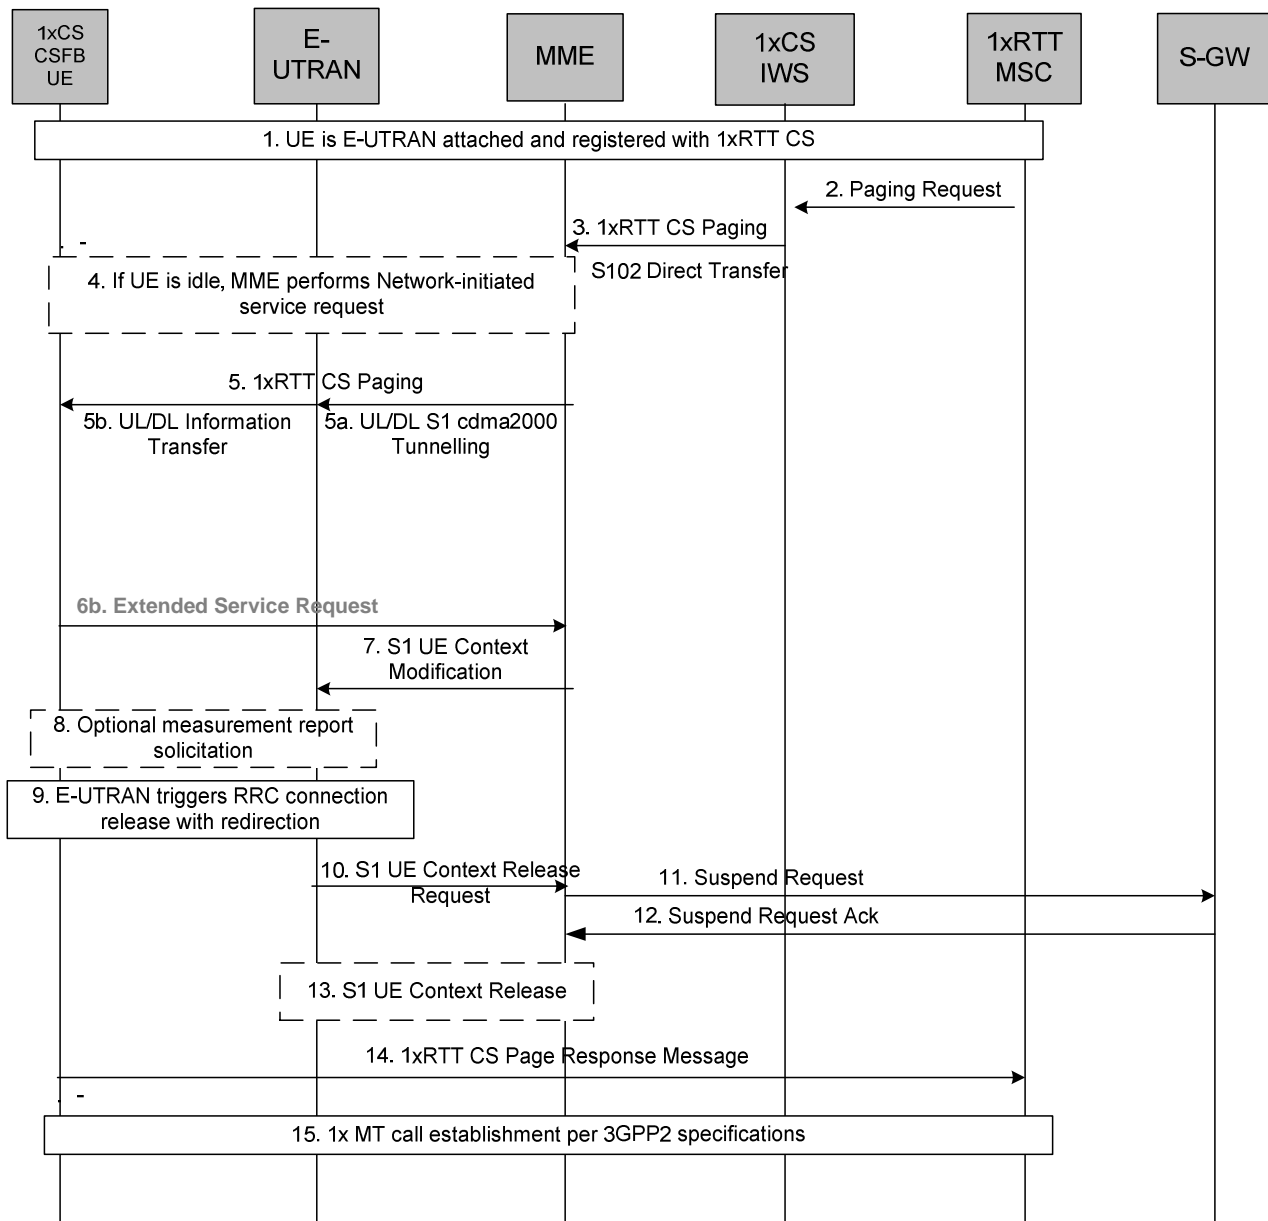 1xCS
CSFB
UE
E-
UTRAN
MME
1xCS
IWS
1xRTT
MSC
S-GW
1. UE is E-UTRAN attached and registered with 1xRTT CS
2. Paging Request
3. 1xRTT CS Paging
S102 Direct Transfer
4. If UE is idle, MME performs Network-initiated
service request
5. 1xRTT CS Paging
5b. UL/DL Information
Transfer
5a. UL/DL S1 cdma2000
Tunnelling
6b. Extended Service Request
7. S1 UE Context
Modification
8. Optional measurement report
solicitation
9. E-UTRAN triggers RRC connection
release with redirection
10. S1 UE Context Release
Request
11. Suspend Request
12. Suspend Request Ack
13. S1 UE Context Release
14. 1xRTT CS Page Response Message
15. 1x MT call establishment per 3GPP2 specifications